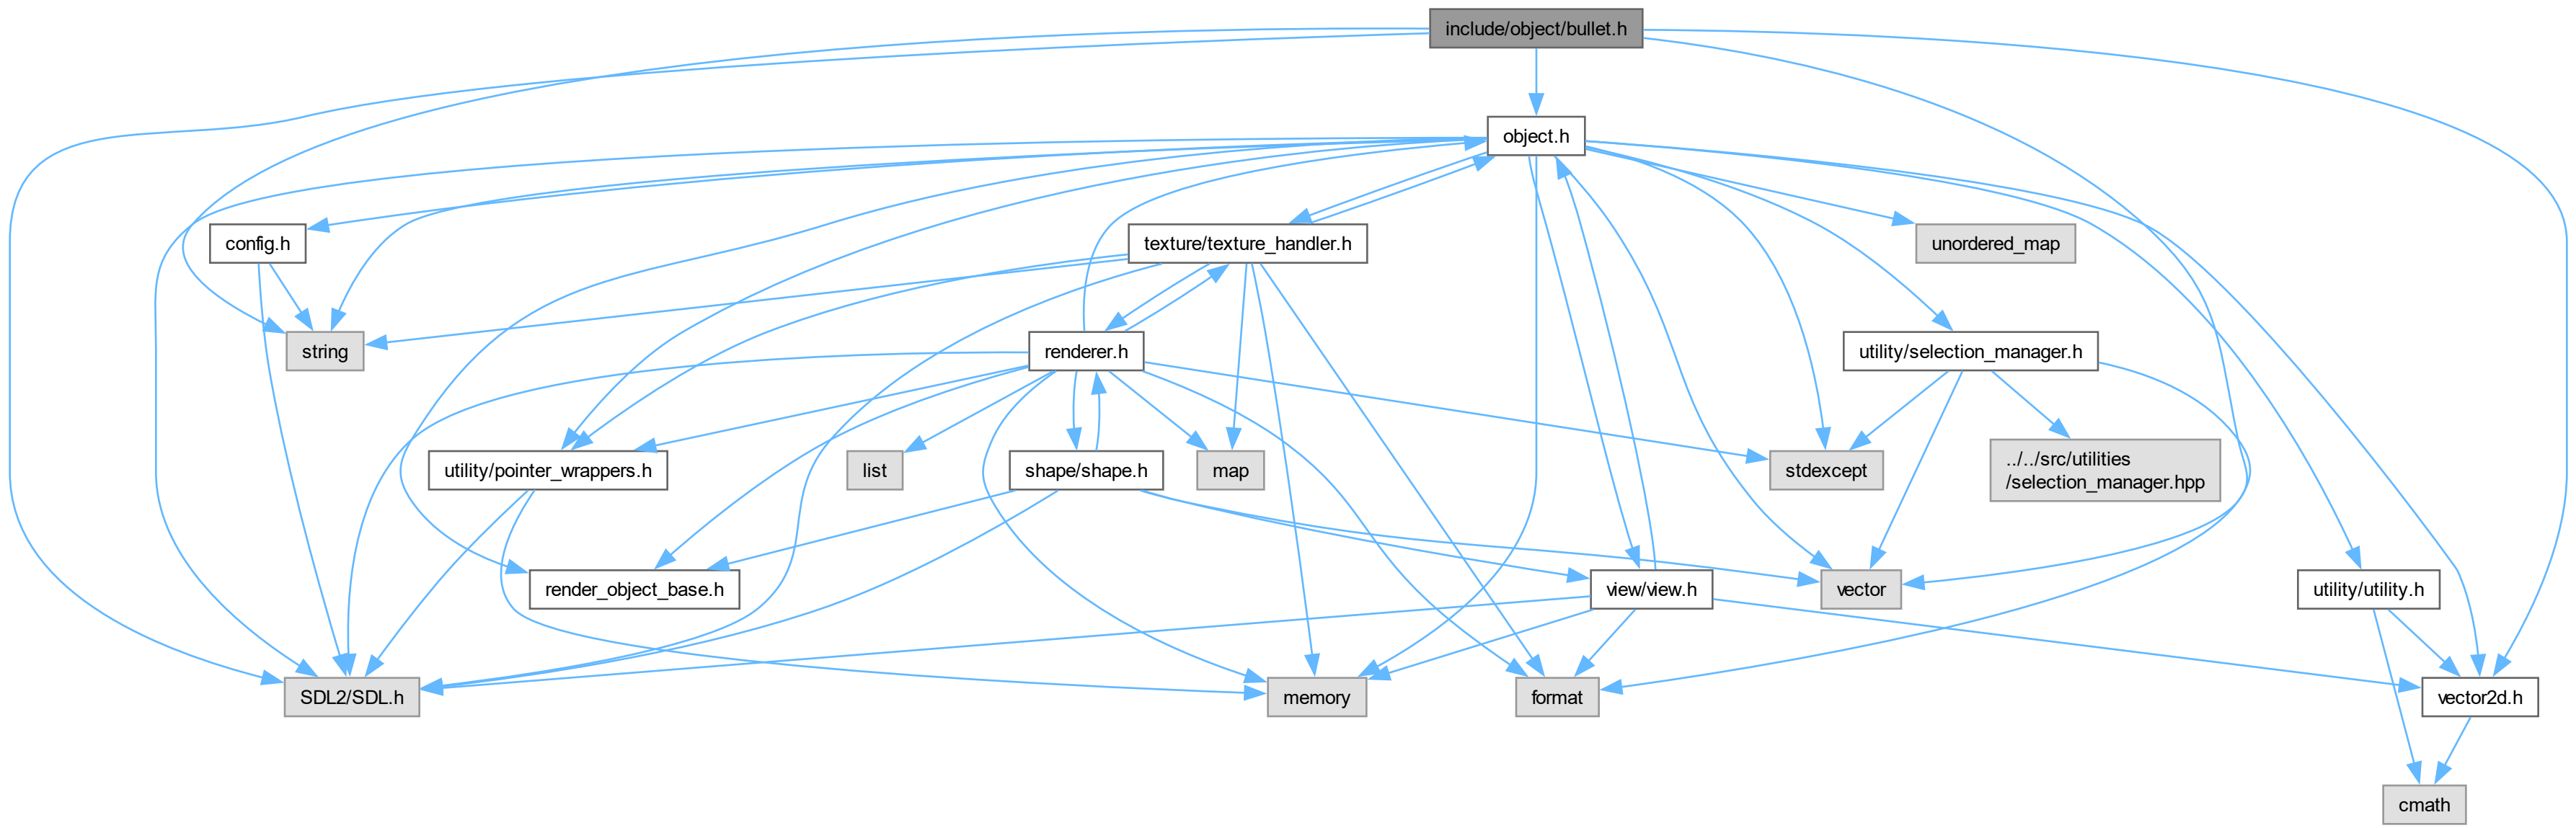 include/object/bullet.h
object.h
config.h
texture/texture_handler.h
unordered_map
string
renderer.h
utility/selection_manager.h
utility/pointer_wrappers.h
list
shape/shape.h
map
stdexcept
../../src/utilities
/selection_manager.hpp
render_object_base.h
view/view.h
vector
utility/utility.h
SDL2/SDL.h
memory
format
vector2d.h
cmath